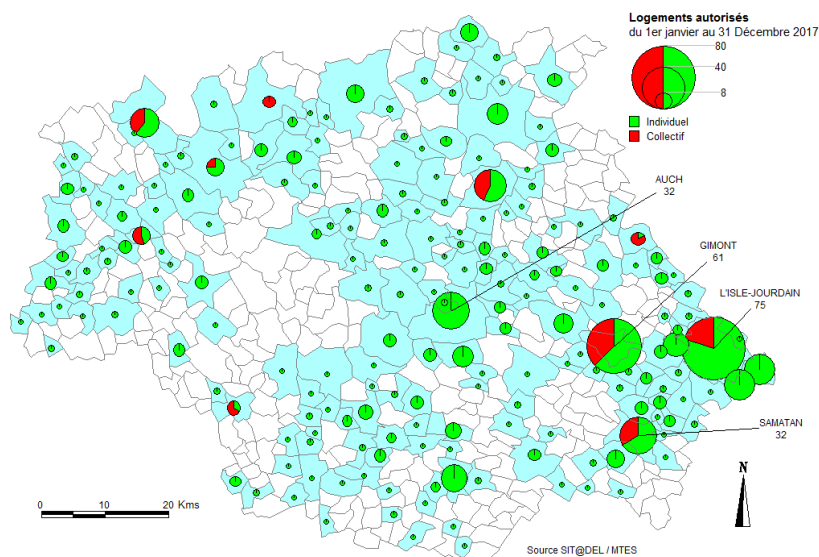 Logements autorisés
du 1er janvier au 31 Décembre 2017
80
40
8
Individuel
Collectif
AUCH
32
GIMONT
61
L'ISLE-JOURDAIN
75
SAMATAN
32
N
0 10 20 Kms
Source SIT@DEL / MTES